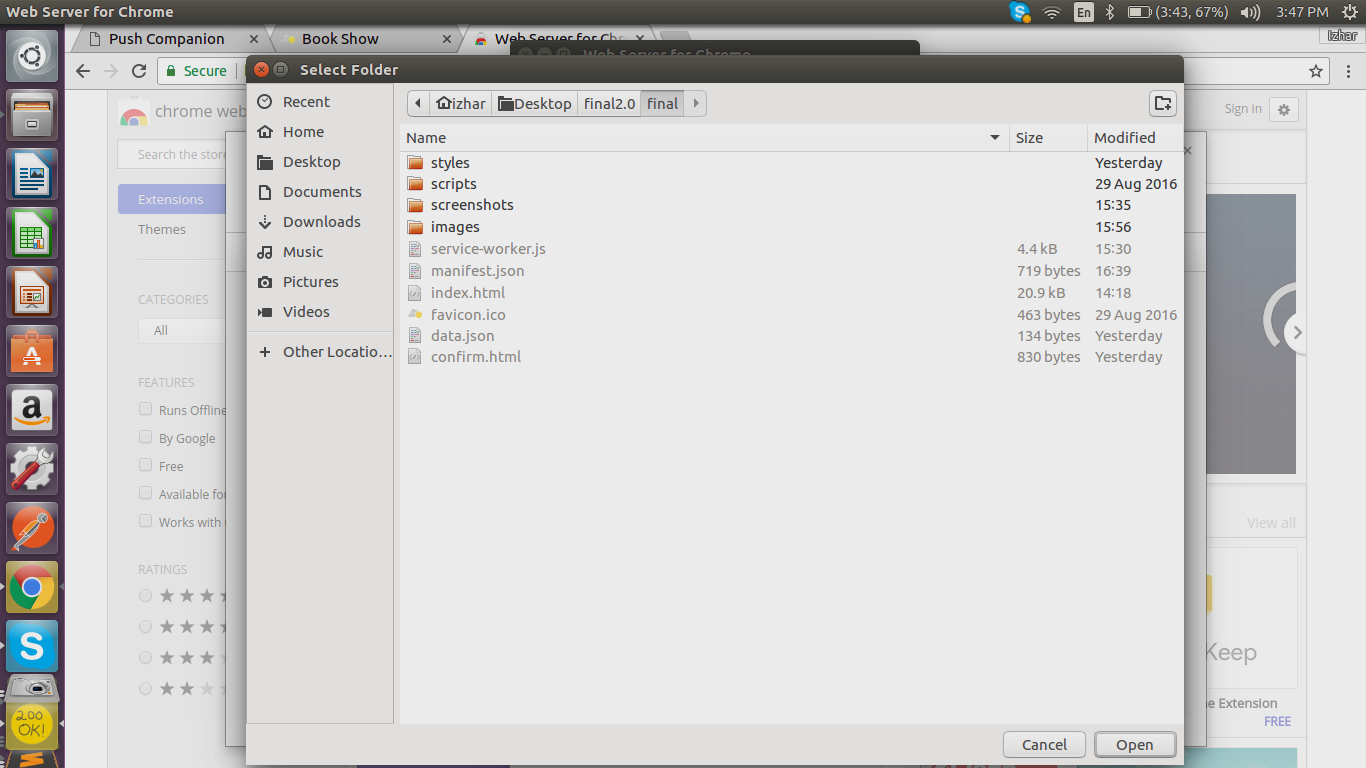 Web Server for Chrome
En
(3:43, 67%)
3:47 PM
Izhar
Push Companion
Book Show
Web Server for Chr
Web Server for Chrome
Secure
Select Folder
izhar
Desktop
final2.0
final
Recent
Home
Desktop
Documents
Downloads
Music
Pictures
Videos
Other Locatio...
Name
Size
Modified
styles
Yesterday
scripts
29 Aug 2016
screenshots
15:35
images
15:56
service-worker.js
4.4 kB
15:30
manifest.json
719 bytes
16:39
index.html
20.9 kB
14:18
favicon.ico
463 bytes
29 Aug 2016
data.json
134 bytes
Yesterday
confirm.html
830 bytes
Yesterday
Cancel
Open
chrome web
Sign in
Search the store
Extensions
Themes
CATEGORIES
All
FEATURES
Runs Offline
By Google
Free
Available for
Works with
RATINGS
View all
Keep
Extension
FREE
200
OK!